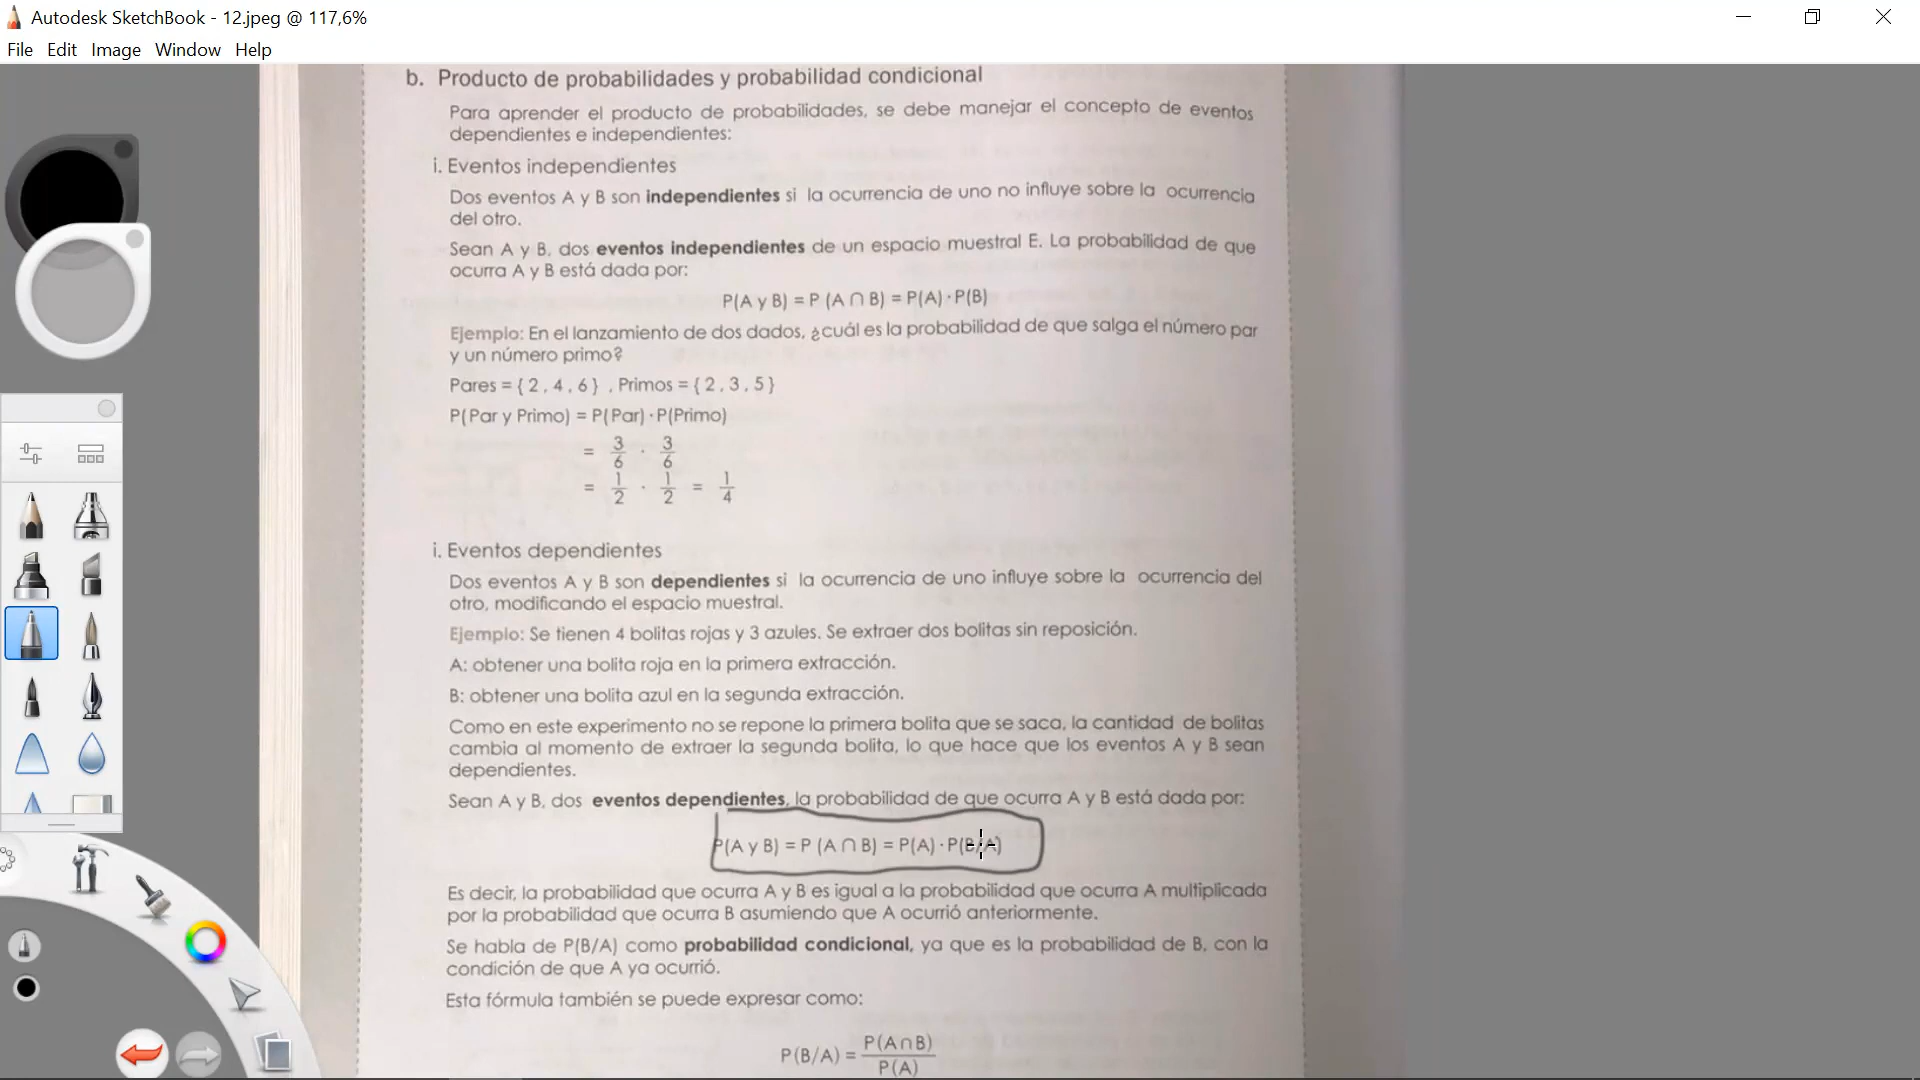 Autodesk SketchBook - 12.jpeg @ 117,6%
File Edit Image Window Help
b. Producto de probabilidades y probabilidad condicional
Para aprender el producto de probabilidades, se debe manejar el concepto de eventos
dependientes e independientes:
i. Eventos independientes
Dos eventos A y B son independientes si la ocurrencia de uno no influye sobre la ocurrencia
del otro.
Sean A y B, dos eventos independientes de un espacio muestral E. La probabilidad de que
ocurra A y B está dada por:
P(A y B) = P (A ∩ B) = P(A) · P(B)
Ejemplo: En el lanzamiento de dos dados, ¿cuál es la probabilidad de que salga el número par
y un número primo?
Pares = { 2 , 4 , 6 } , Primos = { 2 , 3 , 5 }
P( Par y Primo) = P( Par) · P(Primo)
= 3/6 · 3/6
= 1/2 · 1/2 = 1/4
i. Eventos dependientes
Dos eventos A y B son dependientes si la ocurrencia de uno influye sobre la ocurrencia del
otro, modificando el espacio muestral.
Ejemplo: Se tienen 4 bolitas rojas y 3 azules. Se extraer dos bolitas sin reposición.
A: obtener una bolita roja en la primera extracción.
B: obtener una bolita azul en la segunda extracción.
Como en este experimento no se repone la primera bolita que se saca, la cantidad de bolitas
cambia al momento de extraer la segunda bolita, lo que hace que los eventos A y B sean
dependientes.
Sean A y B, dos eventos dependientes, la probabilidad de que ocurra A y B está dada por:
P(A y B) = P (A ∩ B) = P(A) · P(B/A)
Es decir, la probabilidad que ocurra A y B es igual a la probabilidad que ocurra A multiplicada
por la probabilidad que ocurra B asumiendo que A ocurrió anteriormente.
Se habla de P(B/A) como probabilidad condicional, ya que es la probabilidad de B, con la
condición de que A ya ocurrió.
Esta fórmula también se puede expresar como:
P(B/A) = P(A∩B)/P(A)